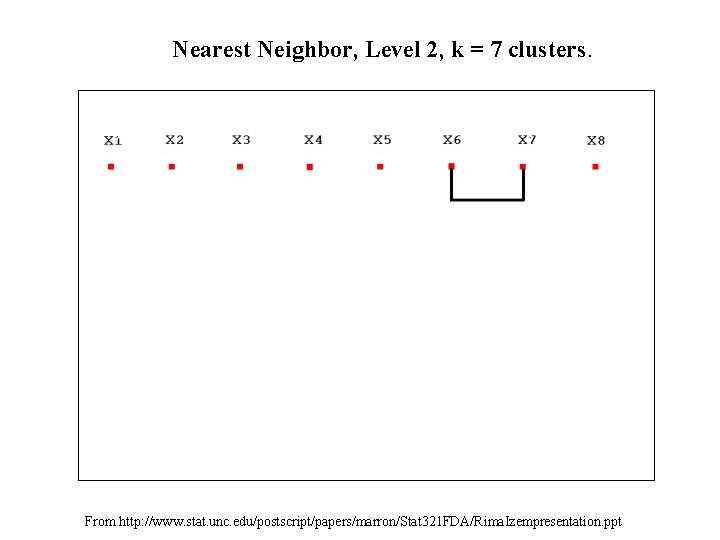 Nearest Neighbor, Level 2, k = 7 clusters.
X1 X2 X3 X4 X5 X6 X7 X8
From http://www.stat.unc.edu/postscript/papers/marron/Stat321FDA/RimaIzempresentation.ppt